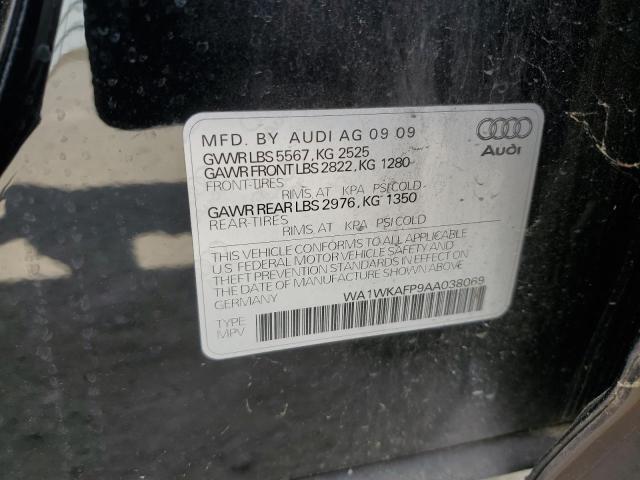 MFD. BY AUDI AG 09 09
GVWR LBS 5567, KG 2525
GAWR FRONT LBS 2822, KG 1280
FRONT-TIRES
RIMS AT KPA PSI COLD
GAWR REAR LBS 2976, KG 1350
REAR-TIRES
RIMS AT KPA PSI COLD
THIS VEHICLE CONFORMS TO ALL APPLICABLE
U.S FEDERAL MOTOR VEHICLE SAFETY AND
THEFT PREVENTION STANDARDS IN EFFECT ON
THE DATE OF MANUFACTURE SHOWN ABOVE
GERMANY
WA1WKAFP9AA038069
TYPE
MPV
Audi